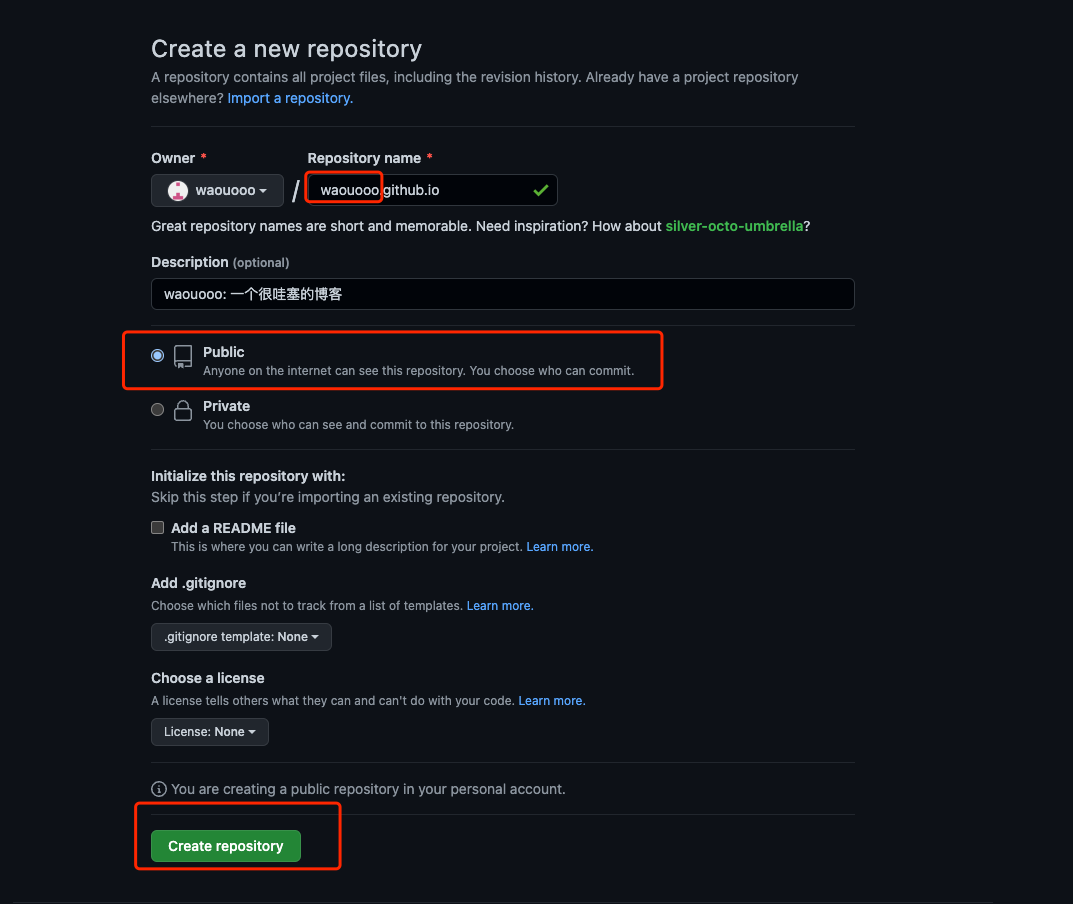 Create a new repository
A repository contains all project files, including the revision history. Already have a project repository
elsewhere? Import a repository.
Owner * Repository name *
waouooo / waouooo.github.io
Great repository names are short and memorable. Need inspiration? How about silver-octo-umbrella?
Description (optional)
waouooo: 一个很哇塞的博客
Public
Anyone on the internet can see this repository. You choose who can commit.
Private
You choose who can see and commit to this repository.
Initialize this repository with:
Skip this step if you're importing an existing repository.
Add a README file
This is where you can write a long description for your project. Learn more.
Add .gitignore
Choose which files not to track from a list of templates. Learn more.
.gitignore template: None
Choose a license
A license tells others what they can and can't do with your code. Learn more.
License: None
You are creating a public repository in your personal account.
Create repository